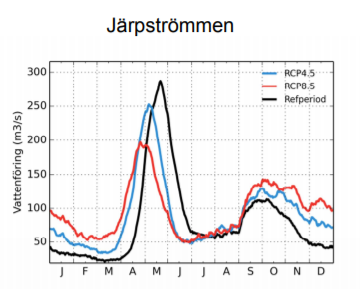 Järpströmmen
RCP4.5
RCP8.5
Refperiod
Vattenföring (m3/s)
300
250
200
150
100
50
J F M A M J J A S O N D